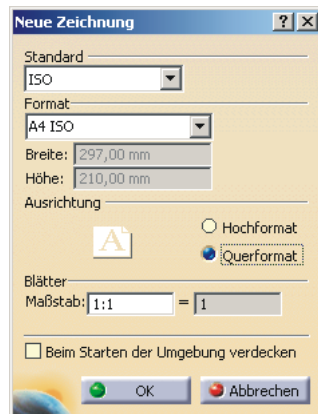 Neue Zeichnung
Standard
ISO
Format
A4 ISO
Breite: 297,00 mm
Höhe: 210,00 mm
Ausrichtung
A
Hochformat
Querformat
Blätter
Maßstab: 1:1 = 1
Beim Starten der Umgebung verdecken
OK Abbrechen